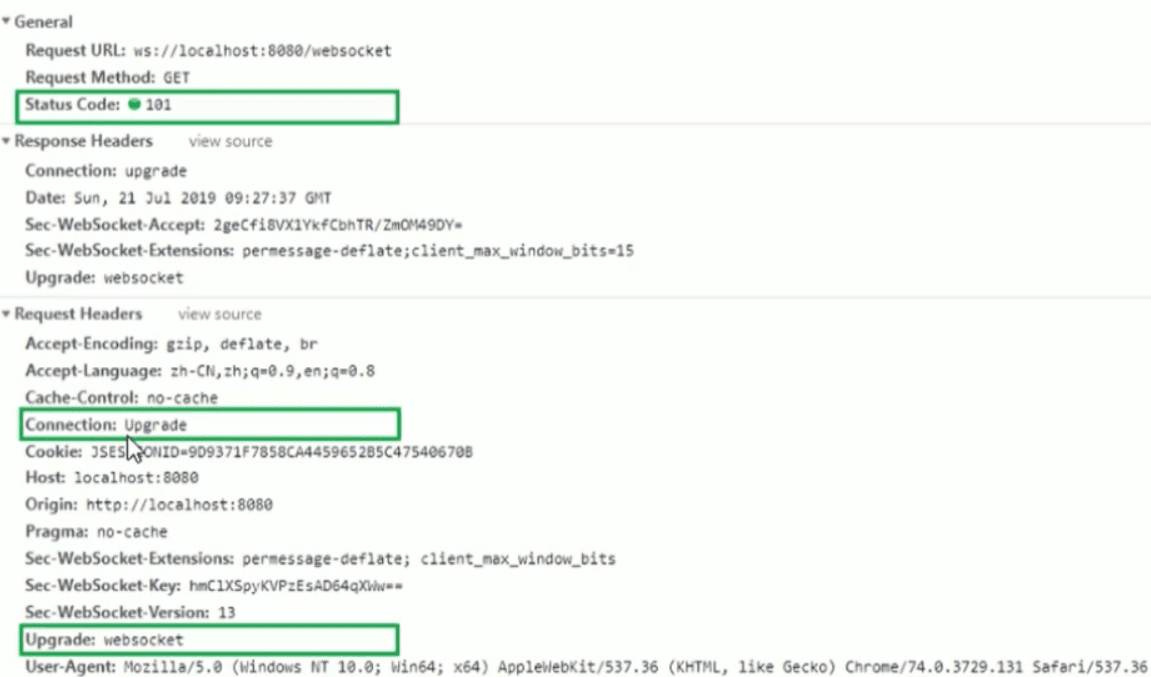 General
Request URL: ws://localhost:8080/websocket
Request Method: GET
Status Code: 101
Response Headers view source
Connection: upgrade
Date: Sun, 21 Jul 2019 09:27:37 GMT
Sec-WebSocket-Accept: 2geCfi8VX1YkfCbhTR/ZmOM49DY=
Sec-WebSocket-Extensions: permessage-deflate;client_max_window_bits=15
Upgrade: websocket
Request Headers view source
Accept-Encoding: gzip, deflate, br
Accept-Language: zh-CN,zh;q=0.9,en;q=0.8
Cache-Control: no-cache
Connection: Upgrade
Cookie:
Host: localhost:8080
Origin: http://localhost:8080
Pragma: no-cache
Sec-WebSocket-Extensions: permessage-deflate; client_max_window_bits
Sec-WebSocket-Key: hmClXSpyKVPzEsAD64qXWw==
Sec-WebSocket-Version: 13
Upgrade: websocket
User-Agent: Mozilla/5.0 (Windows NT 10.0; Win64; x64) AppleWebKit/537.36 (KHTML, like Gecko) Chrome/74.0.3729.131 Safari/537.36